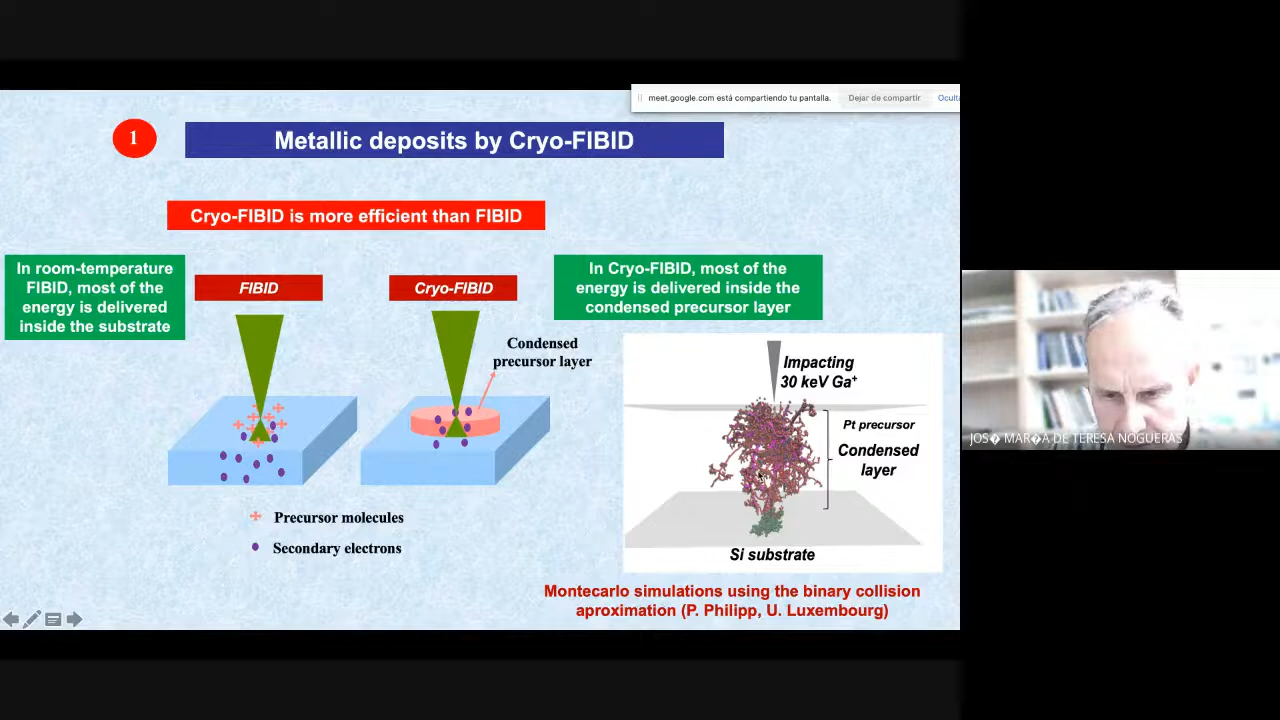 meet.google.com está compartiendo tu pantalla.
Dejar de compartir
Oculta
1
Metallic deposits by Cryo-FIBID
Cryo-FIBID is more efficient than FIBID
In room-temperature
FIBID, most of the
energy is delivered
inside the substrate
FIBID
Cryo-FIBID
In Cryo-FIBID, most of the
energy is delivered inside the
condensed precursor layer
Condensed
precursor layer
Impacting
30 keV Ga+
Pt precursor
Condensed
layer
Si substrate
Precursor molecules
Secondary electrons
Montecarlo simulations using the binary collision
aproximation (P. Philipp, U. Luxembourg)
JOS� MAR�A DE TERESA NOGUERAS